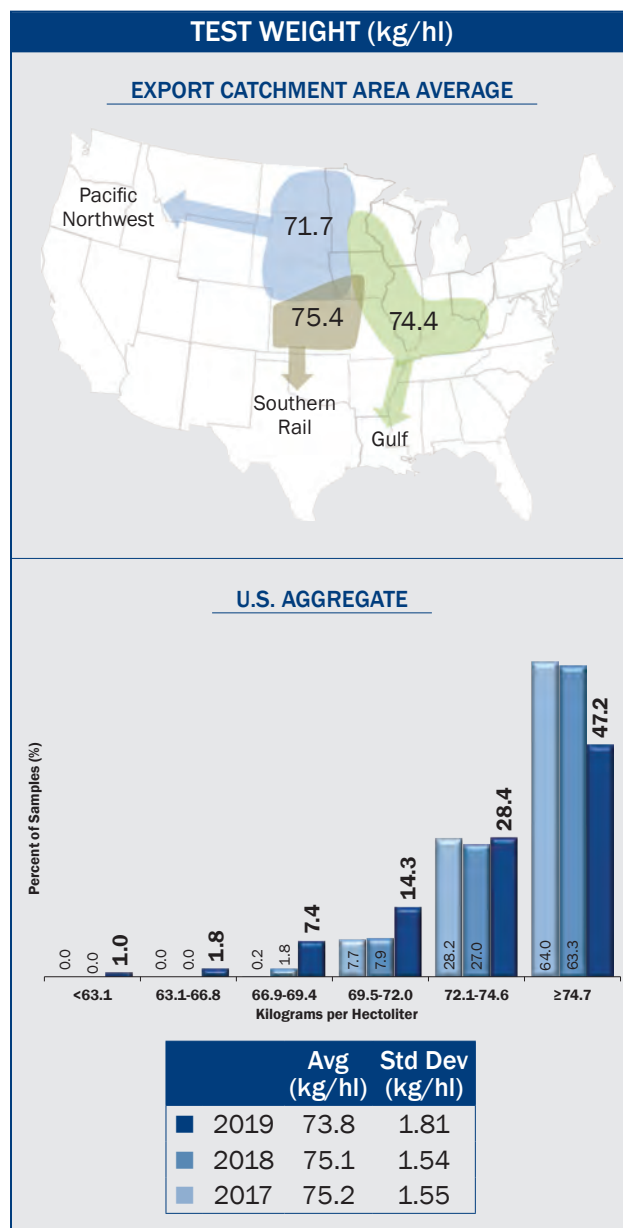 TEST WEIGHT (kg/hl)
EXPORT CATCHMENT AREA AVERAGE
Pacific
Northwest
71.7
75.4
74.4
Southern
Rail
Gulf
U.S. AGGREGATE
Percent of Samples (%)
0.0
0.0
1.0
0.0
0.0
1.8
0.2
1.8
7.4
7.7
7.9
14.3
28.2
27.0
28.4
64.0
63.3
47.2
<63.1 63.1-66.8 66.9-69.4 69.5-72.0 72.1-74.6 ≥74.7
Kilograms per Hectoliter
Avg Std Dev
(kg/hl) (kg/hl)
2019 73.8 1.81
2018 75.1 1.54
2017 75.2 1.55